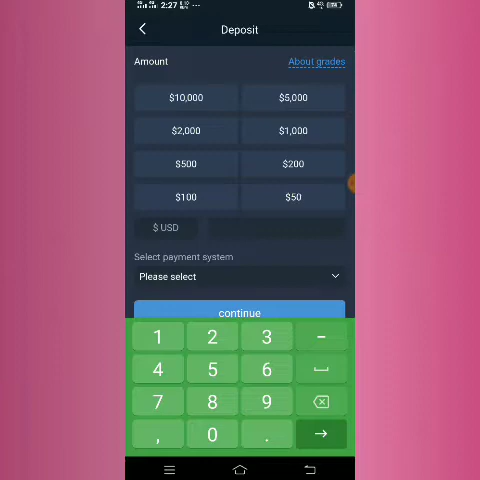 2:27
Deposit
Amount About grades
$10,000 $5,000
$2,000 $1,000
$500 $200
$100 $50
$ USD
Select payment system
Please select
continue
1 2 3 -
4 5 6
7 8 9
, 0 .